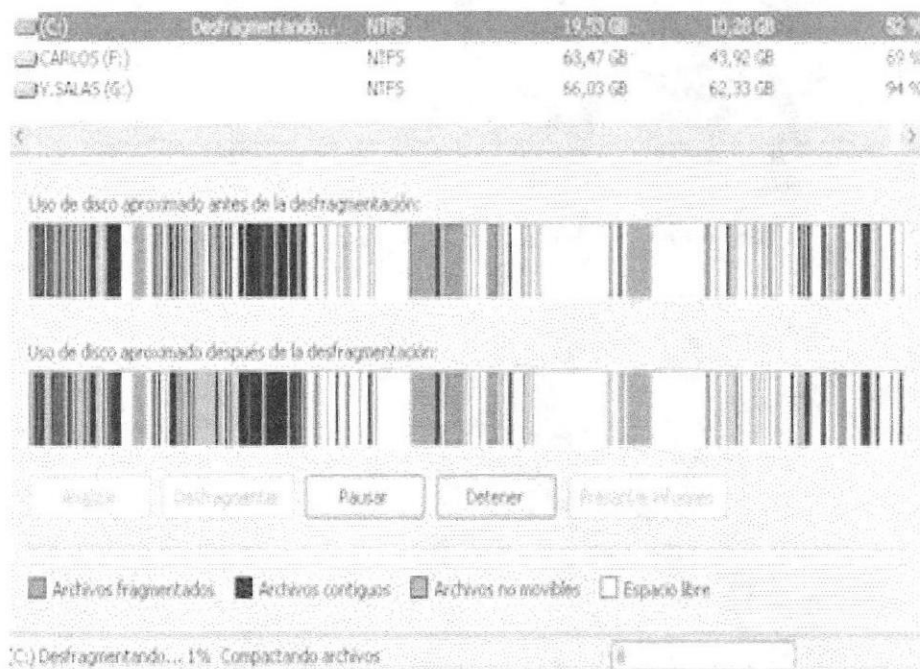 (C:) Desfragmentando... NTFS 19,53 GB 10,28 GB 52 %
CARLOS (F:) NTFS 63,47 GB 43,92 GB 69 %
Y.SALAS (G:) NTFS 66,03 GB 62,33 GB 94 %
Uso de disco aproximado antes de la desfragmentación:
Uso de disco aproximado después de la desfragmentación:
Analizar Desfragmentar Pausar Detener
Archivos fragmentados Archivos contiguos Archivos no movibles Espacio libre
(C:) Desfragmentando... 1% Compactando archivos